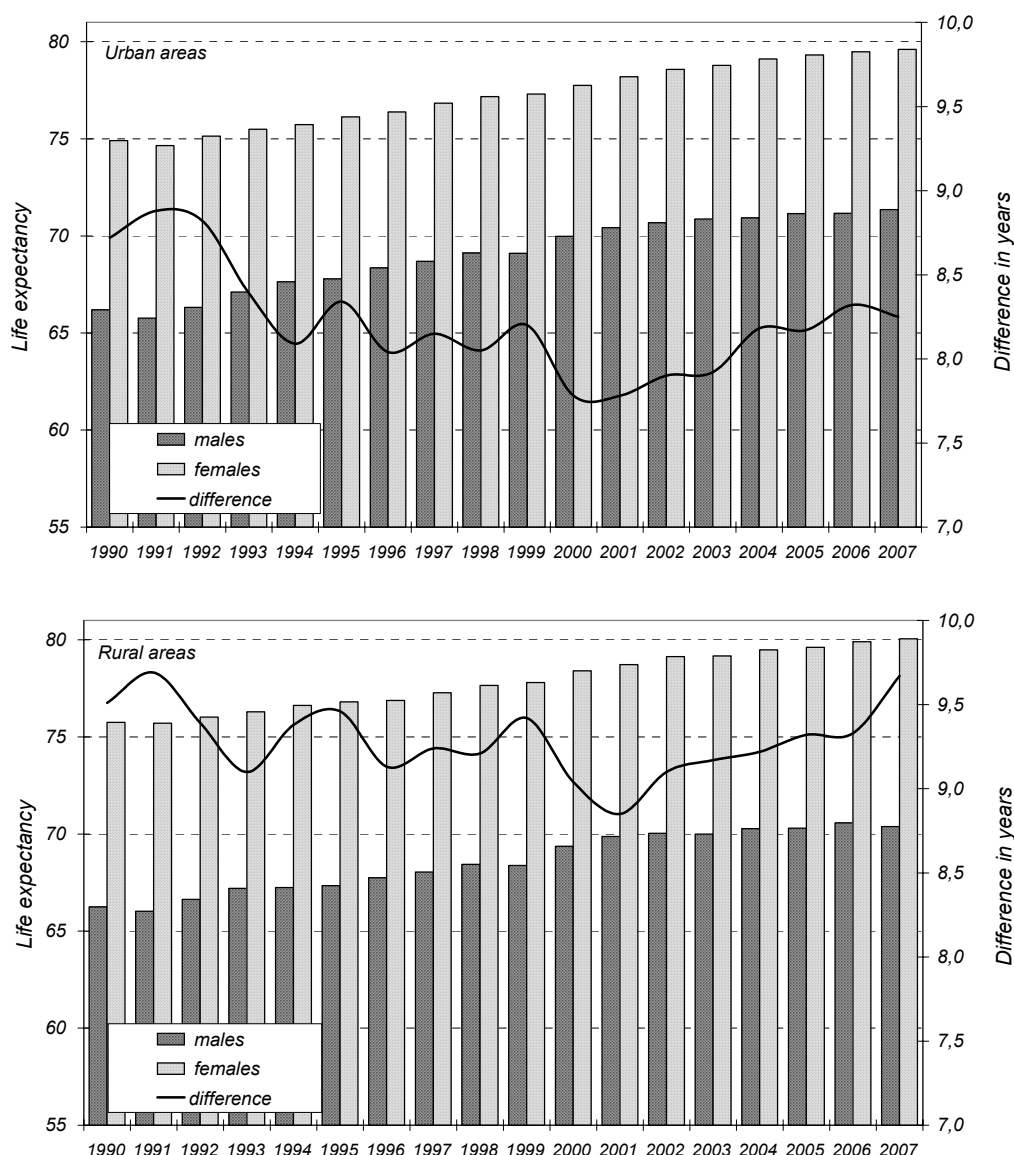 Urban areas
80
75
70
65
60
55
Life expectancy
10,0
9,5
9,0
8,5
8,0
7,5
7,0
Difference in years
males
females
difference
1990 1991 1992 1993 1994 1995 1996 1997 1998 1999 2000 2001 2002 2003 2004 2005 2006 2007
Rural areas
80
75
70
65
60
55
Life expectancy
10,0
9,5
9,0
8,5
8,0
7,5
7,0
Difference in years
males
females
difference
1990 1991 1992 1993 1994 1995 1996 1997 1998 1999 2000 2001 2002 2003 2004 2005 2006 2007